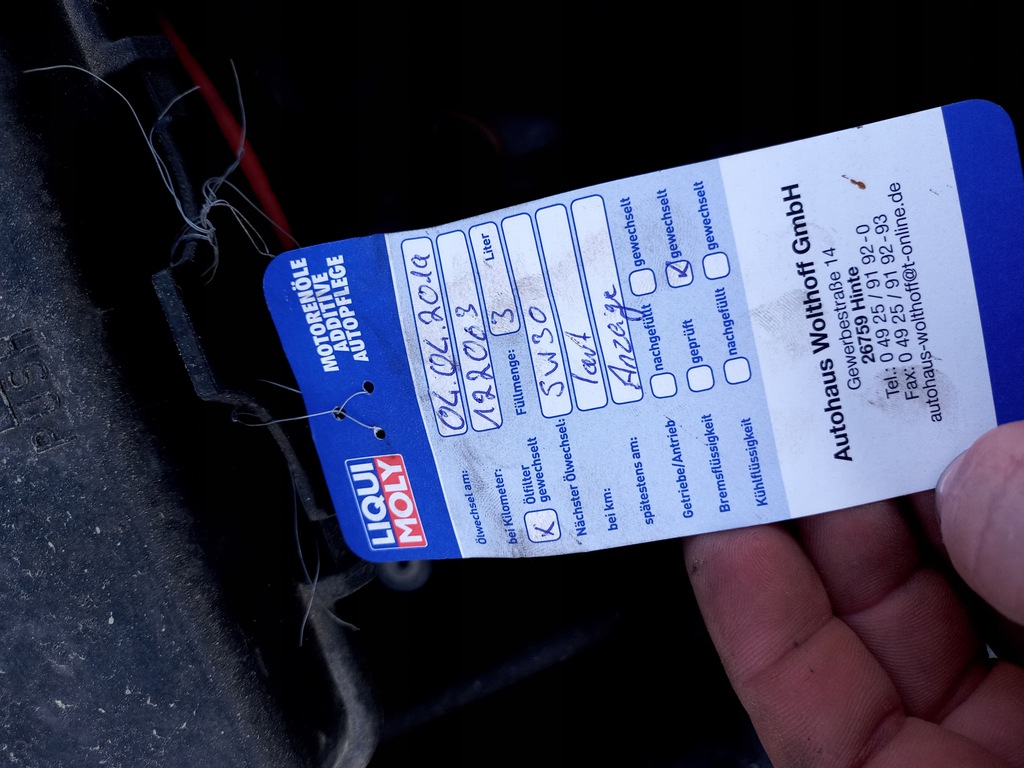 LIQUI
MOLY
MOTORENÖLE
ADDITIVE
AUTOPFLEGE
Ölwechsel am: 04.04.2019
bei Kilometer: 122003
X Ölfilter gewechselt Füllmenge: 3 Liter
Nächster Ölwechsel: 5W30
bei km: laut
spätestens am: Anzeige
Getriebe/Antrieb nachgefüllt gewechselt
Bremsflüssigkeit geprüft X gewechselt
Kühlflüssigkeit nachgefüllt gewechselt
Autohaus Wolthoff GmbH
Gewerbestraße 14
26759 Hinte
Tel.: 0 49 25 / 91 92-0
Fax: 0 49 25 / 91 92-93
autohaus-wolthoff@t-online.de
PUSH